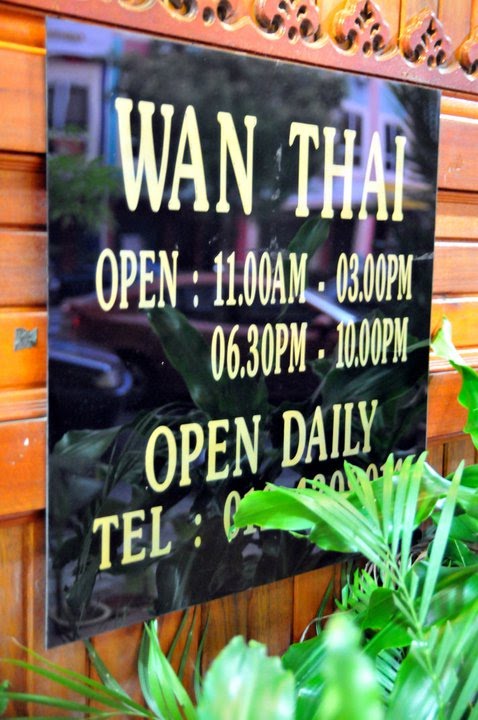 WAN THAI
OPEN : 11.00AM - 03.00PM
06.30PM - 10.00PM
OPEN DAILY
TEL :